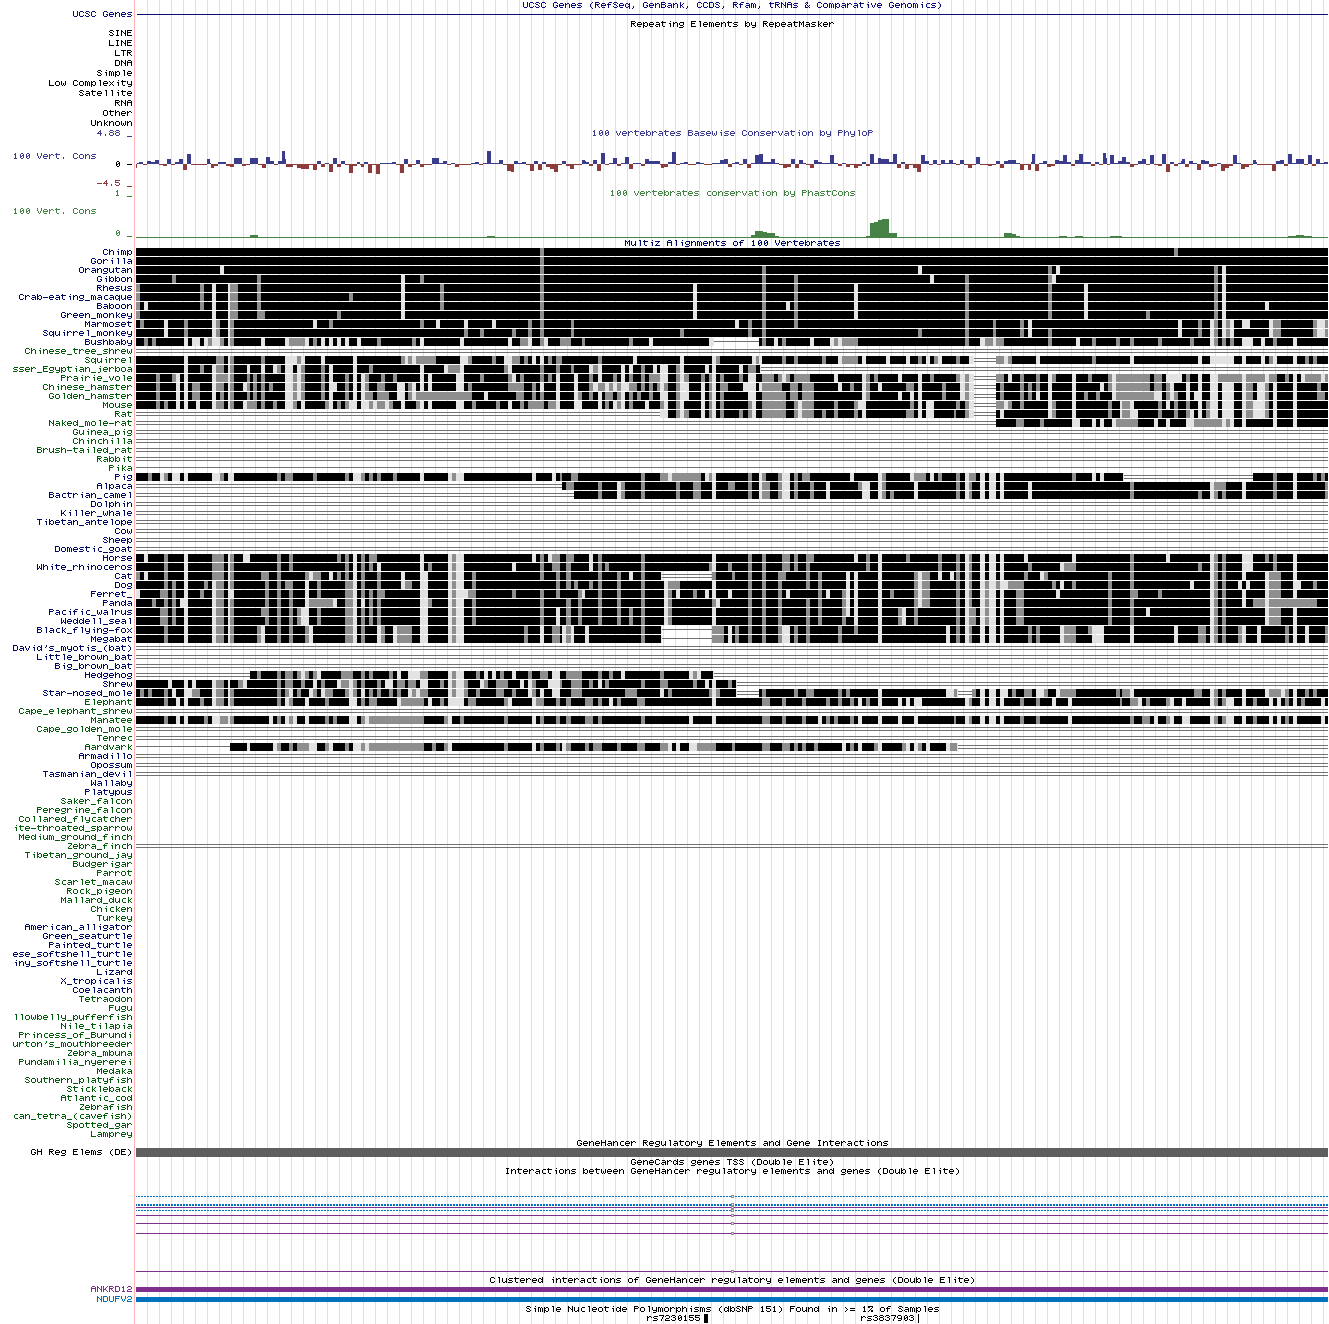 UCSC Genes (RefSeq, GenBank, CCDS, Rfam, tRNAs & Comparative Genomics)
UCSC Genes
Repeating Elements by RepeatMasker
SINE
LINE
LTR
DNA
Simple
Low Complexity
Satellite
RNA
Other
Unknown
100 vertebrates Basewise Conservation by PhyloP
4.88 _
100 Vert. Cons
0 -
-4.5 _
100 vertebrates conservation by PhastCons
1 _
100 Vert. Cons
0 _
Multiz Alignments of 100 Vertebrates
Chimp
Gorilla
Orangutan
Gibbon
Rhesus
Crab-eating_macaque
Baboon
Green_monkey
Marmoset
Squirrel_monkey
Bushbaby
Chinese_tree_shrew
Squirrel
sser_Egyptian_jerboa
Prairie_vole
Chinese_hamster
Golden_hamster
Mouse
Rat
Naked_mole-rat
Guinea_pig
Chinchilla
Brush-tailed_rat
Rabbit
Pika
Pig
Alpaca
Bactrian_camel
Dolphin
Killer_whale
Tibetan_antelope
Cow
Sheep
Domestic_goat
Horse
White_rhinoceros
Cat
Dog
Ferret_
Panda
Pacific_walrus
Weddell_seal
Black_flying-fox
Megabat
David's_myotis_(bat)
Little_brown_bat
Big_brown_bat
Hedgehog
Shrew
Star-nosed_mole
Elephant
Cape_elephant_shrew
Manatee
Cape_golden_mole
Tenrec
Aardvark
Armadillo
Opossum
Tasmanian_devil
Wallaby
Platypus
Saker_falcon
Peregrine_falcon
Collared_flycatcher
ite-throated_sparrow
Medium_ground_finch
Zebra_finch
Tibetan_ground_jay
Budgerigar
Parrot
Scarlet_macaw
Rock_pigeon
Mallard_duck
Chicken
Turkey
American_alligator
Green_seaturtle
Painted_turtle
ese_softshell_turtle
iny_softshell_turtle
Lizard
X_tropicalis
Coelacanth
Tetraodon
Fugu
llowbelly_pufferfish
Nile_tilapia
Princess_of_Burundi
urton's_mouthbreeder
Zebra_mbuna
Pundamilia_nyererei
Medaka
Southern_platyfish
Stickleback
Atlantic_cod
Zebrafish
can_tetra_(cavefish)
Spotted_gar
Lamprey
GeneHancer Regulatory Elements and Gene Interactions
GH Reg Elems (DE)
GeneCards genes TSS (Double Elite)
Interactions between GeneHancer regulatory elements and genes (Double Elite)
Clustered interactions of GeneHancer regulatory elements and genes (Double Elite)
ANKRD12
NDUFV2
Simple Nucleotide Polymorphisms (dbSNP 151) Found in >= 1% of Samples
rs7230155 rs3837903